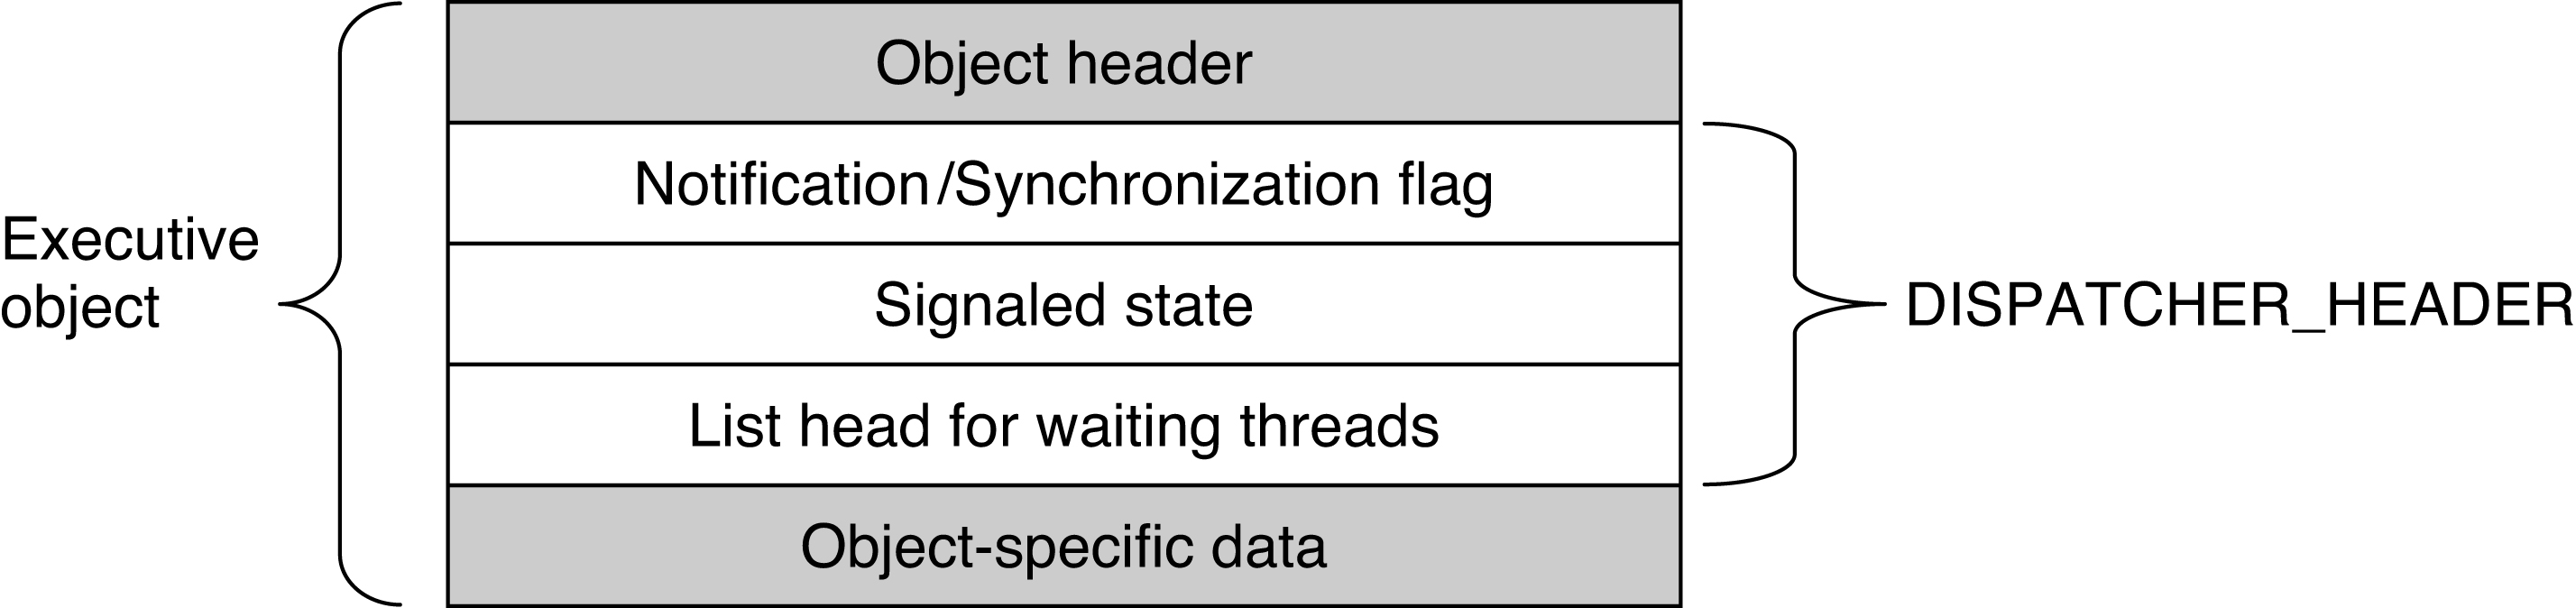 Object header
Notification/Synchronization flag
Executive
object
Signaled state
DISPATCHER_HEADER
List head for waiting threads
Object-specific data